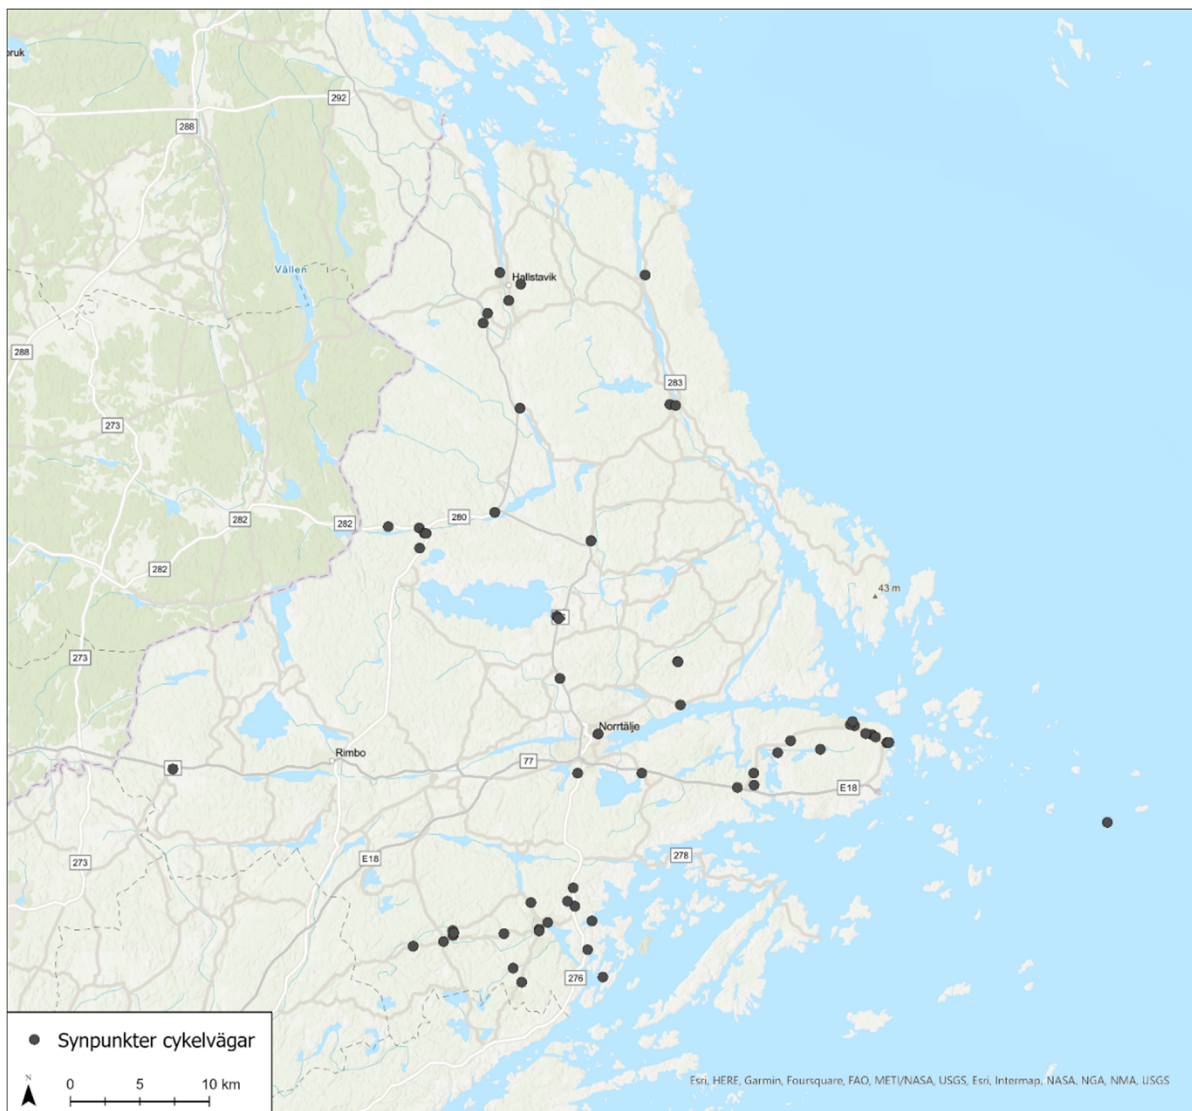 bruk
292
288
Vällen
Hallstavik
288
283
273
280
282
282
282
43 m
273
Norrtälje
Rimbo
77
E18
E18
278
273
276
Synpunkter cykelvägar
N
0 5 10 km
Esri, HERE, Garmin, Foursquare, FAO, METI/NASA, USGS, Esri, Intermap, NASA, NGA, NMA, USGS